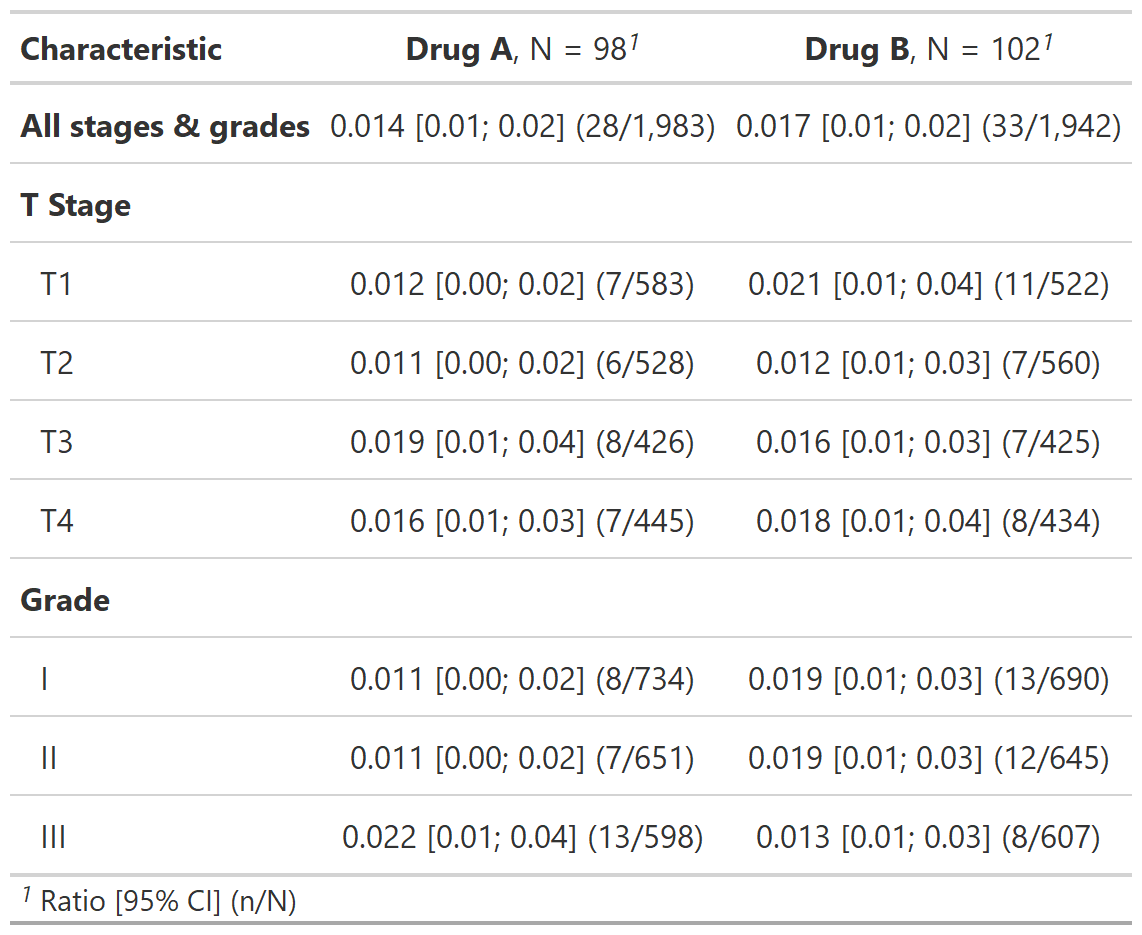 Characteristic Drug A, N = 98¹ Drug B, N = 102¹
All stages & grades 0.014 [0.01; 0.02] (28/1,983) 0.017 [0.01; 0.02] (33/1,942)
T Stage
T1 0.012 [0.00; 0.02] (7/583) 0.021 [0.01; 0.04] (11/522)
T2 0.011 [0.00; 0.02] (6/528) 0.012 [0.01; 0.03] (7/560)
T3 0.019 [0.01; 0.04] (8/426) 0.016 [0.01; 0.03] (7/425)
T4 0.016 [0.01; 0.03] (7/445) 0.018 [0.01; 0.04] (8/434)
Grade
I 0.011 [0.00; 0.02] (8/734) 0.019 [0.01; 0.03] (13/690)
II 0.011 [0.00; 0.02] (7/651) 0.019 [0.01; 0.03] (12/645)
III 0.022 [0.01; 0.04] (13/598) 0.013 [0.01; 0.03] (8/607)
¹ Ratio [95% CI] (n/N)